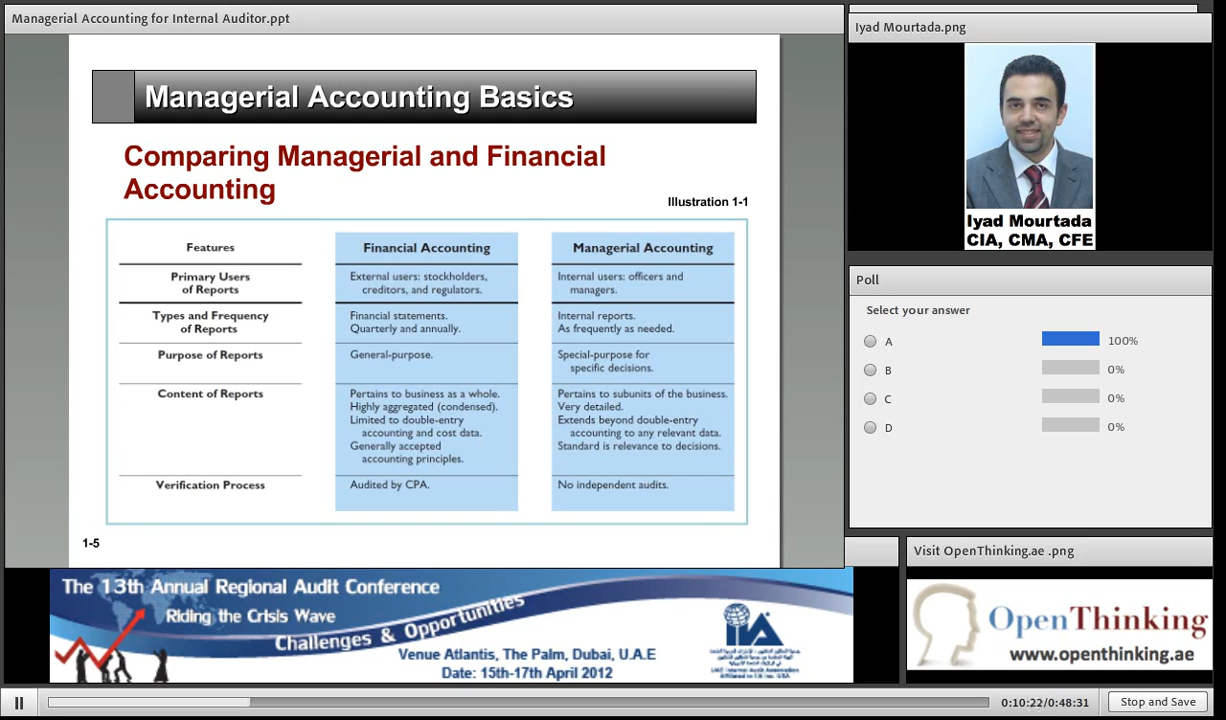 Managerial Accounting for Internal Auditor.ppt
Managerial Accounting Basics
Comparing Managerial and Financial
Accounting
Illustration 1-1
Features
Financial Accounting
Managerial Accounting
Primary Users
of Reports
External users: stockholders,
creditors, and regulators.
Internal users: officers and
managers.
Types and Frequency
of Reports
Financial statements.
Quarterly and annually.
Internal reports.
As frequently as needed.
Purpose of Reports
General-purpose.
Special-purpose for
specific decisions.
Content of Reports
Pertains to business as a whole.
Highly aggregated (condensed).
Limited to double-entry
accounting and cost data.
Generally accepted
accounting principles.
Pertains to subunits of the business.
Very detailed.
Extends beyond double-entry
accounting to any relevant data.
Standard is relevance to decisions.
Verification Process
Audited by CPA.
No independent audits.
1-5
The 13th Annual Regional Audit Conference
Riding the Crisis Wave
Challenges & Opportunities
Venue Atlantis, The Palm, Dubai, U.A.E
Date: 15th-17th April 2012
IIA
Iyad Mourtada.png
Iyad Mourtada
CIA, CMA, CFE
Poll
Select your answer
A 100%
B 0%
C 0%
D 0%
Visit OpenThinking.ae .png
OpenThinking
www.openthinking.ae
0:10:22/0:48:31
Stop and Save